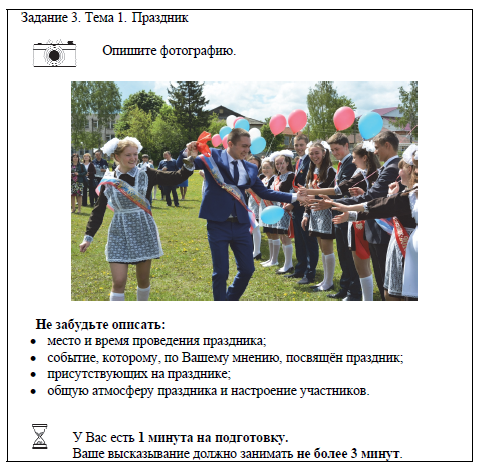 Задание 3. Тема 1. Праздник
Опишите фотографию.
Не забудьте описать:
• место и время проведения праздника;
• событие, которому, по Вашему мнению, посвящён праздник;
• присутствующих на празднике;
• общую атмосферу праздника и настроение участников.
У Вас есть 1 минута на подготовку.
Ваше высказывание должно занимать не более 3 минут.